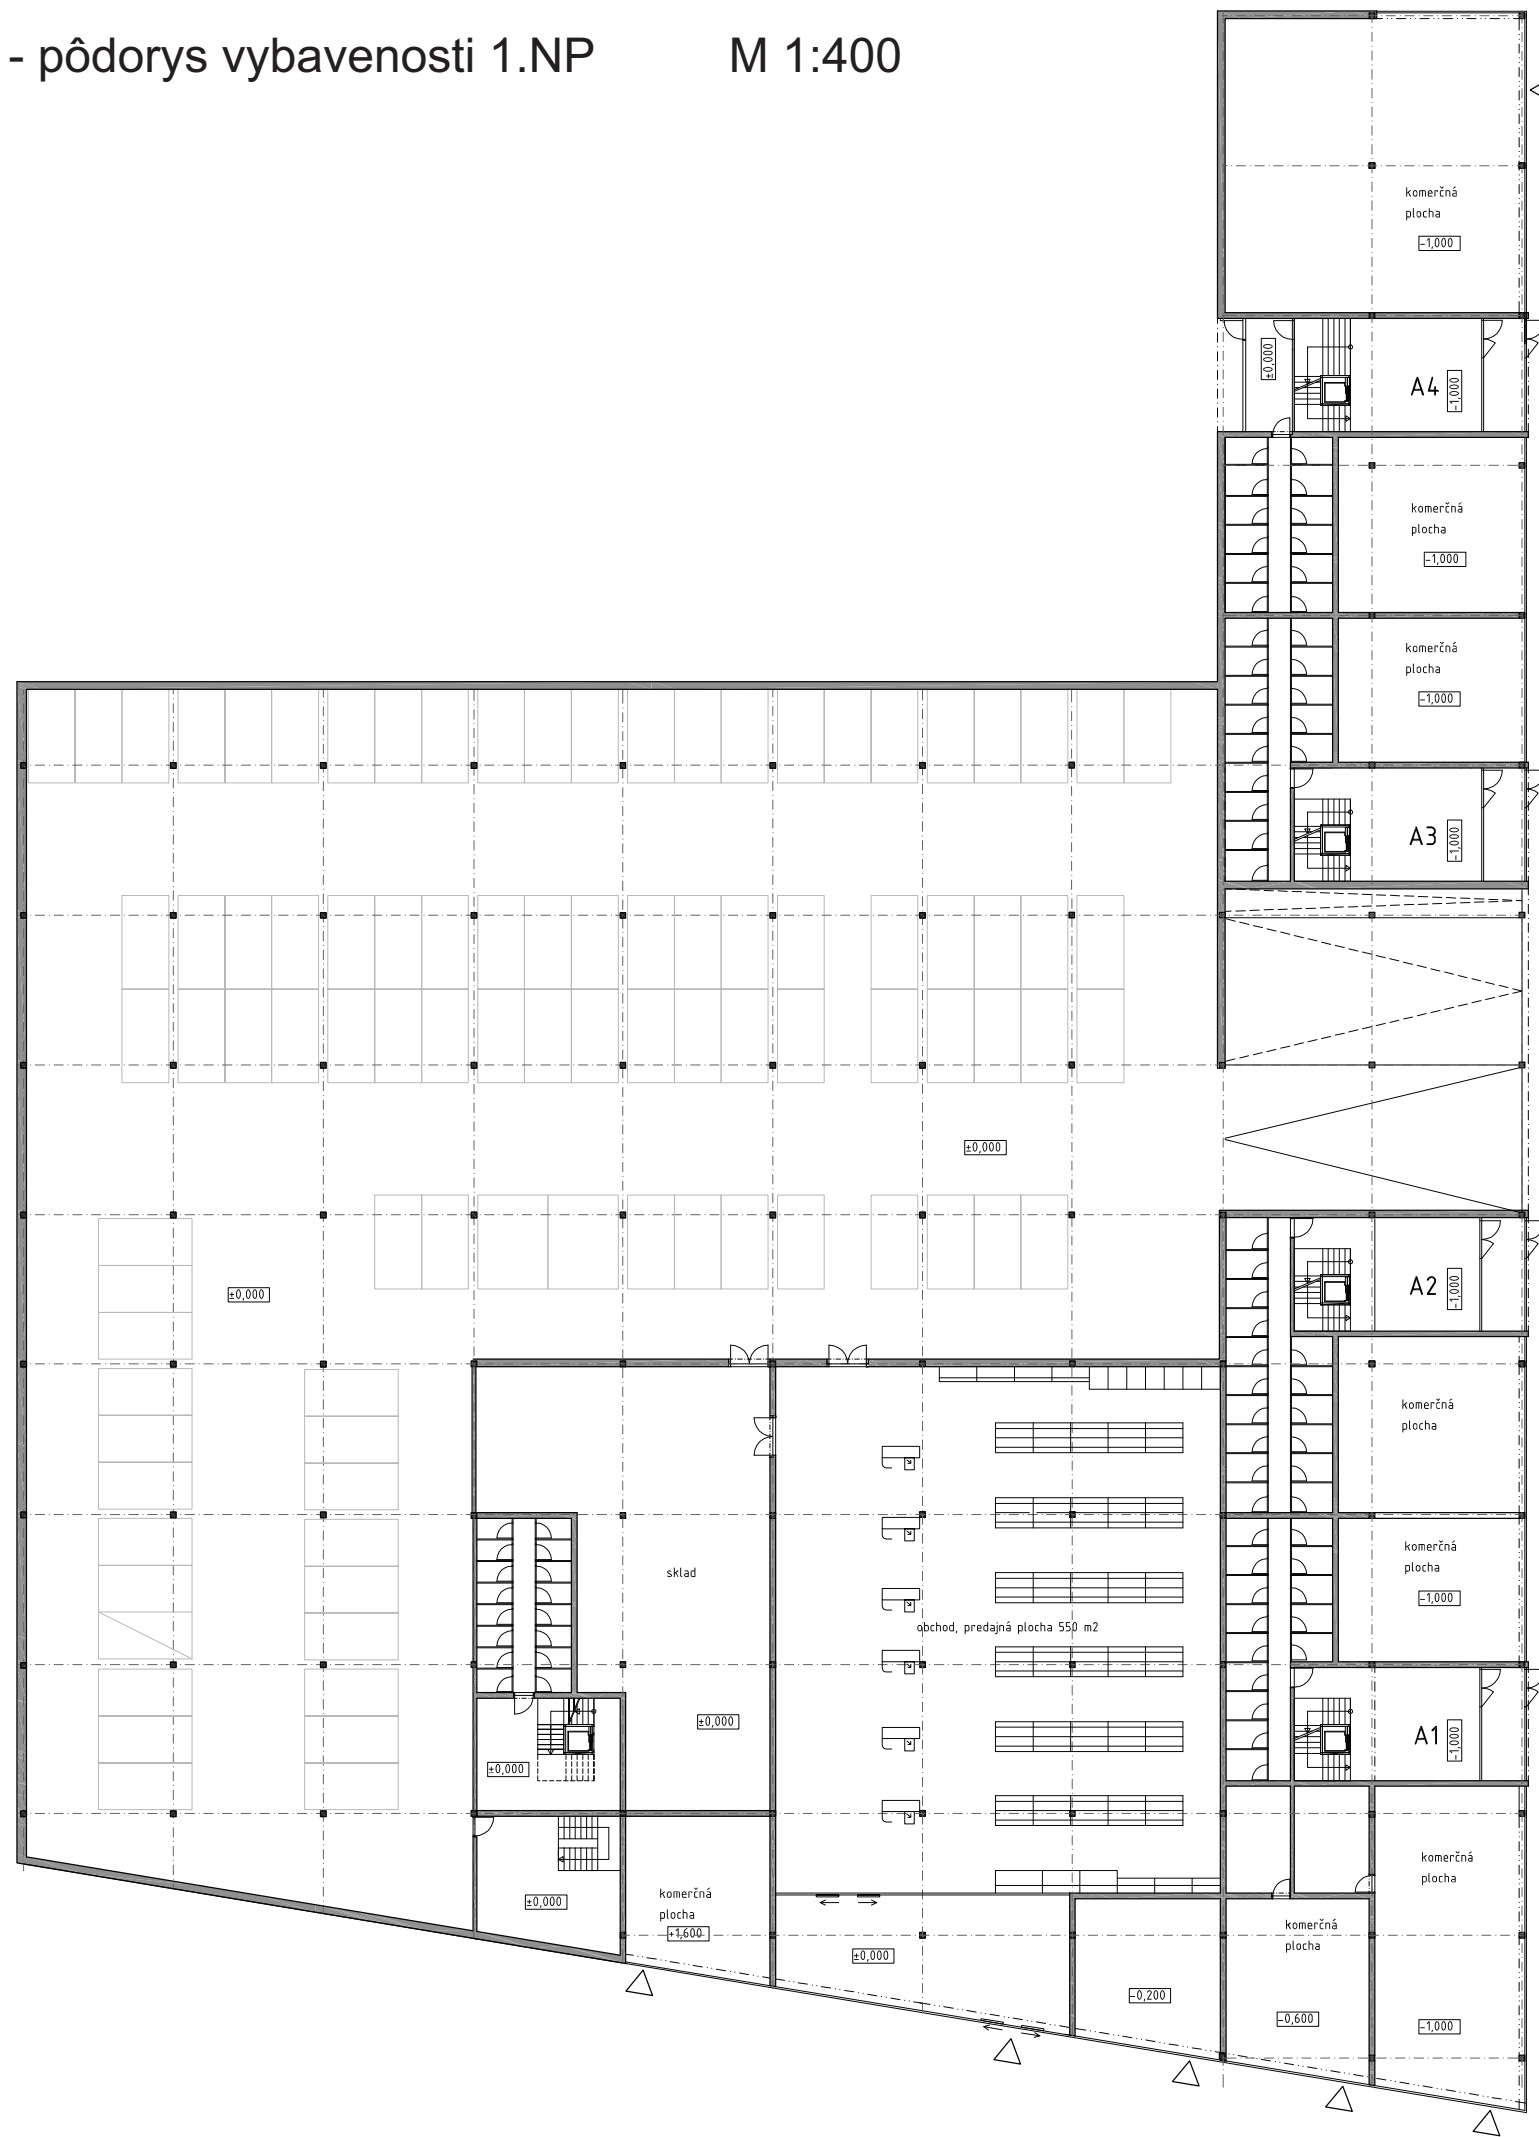 - pôdorys vybavenosti 1.NP M 1:400
komerčná
plocha
-1,000
±0,000
A4
-1,000
komerčná
plocha
-1,000
komerčná
plocha
-1,000
A3
-1,000
±0,000
A2
-1,000
±0,000
komerčná
plocha
komerčná
plocha
-1,000
sklad
obchod, predajná plocha 550 m2
±0,000
A1
-1,000
±0,000
komerčná
plocha
komerčná
plocha
+1,600
±0,000
komerčná
plocha
±0,000
-0,200
-0,600
-1,000